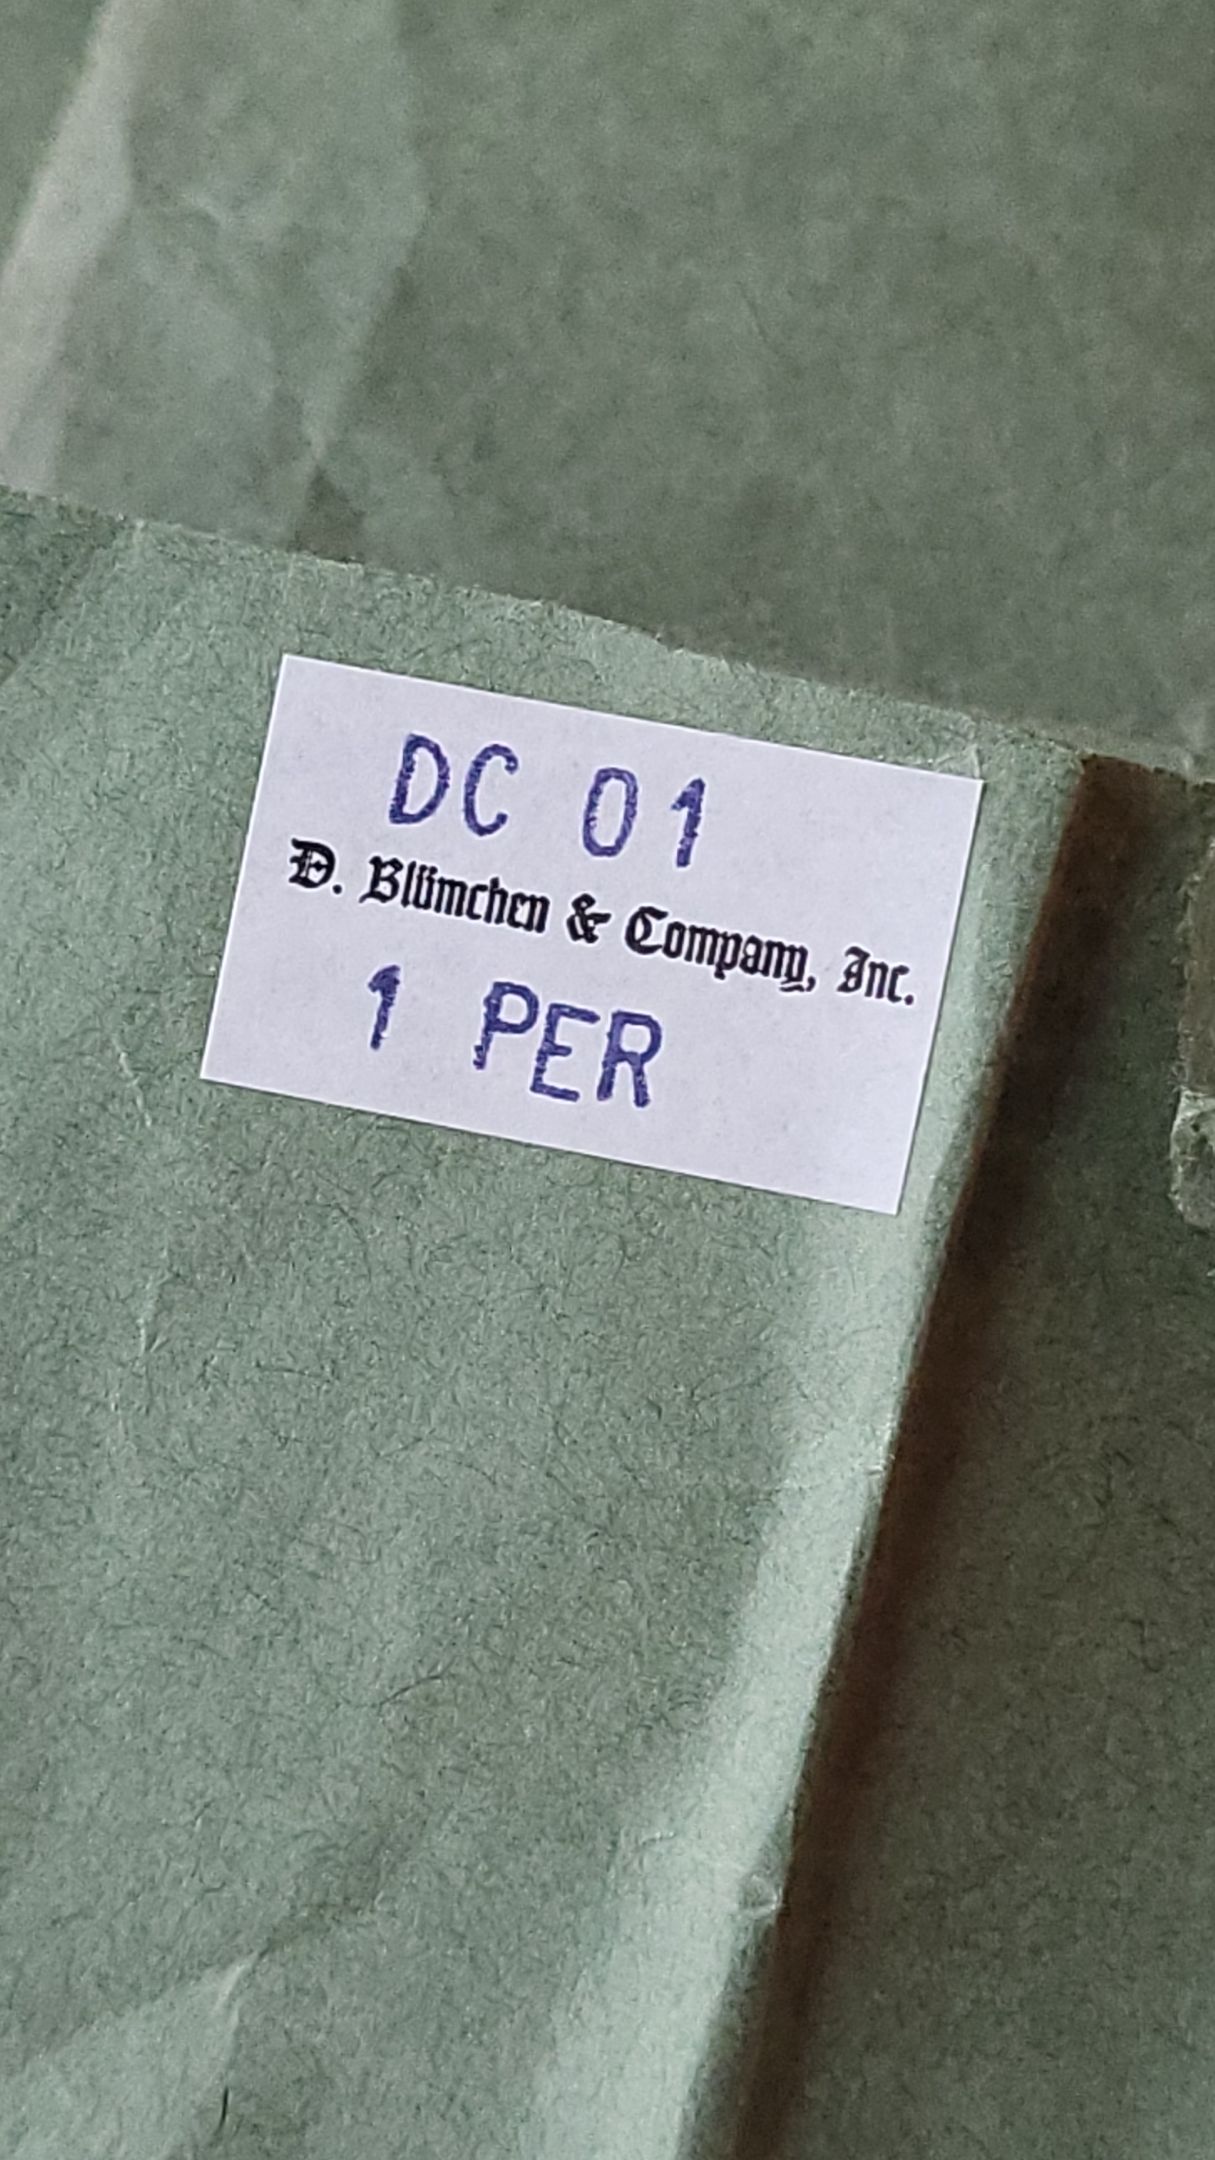 DC 01
D. Blümchen & Company, Inc.
1 PER